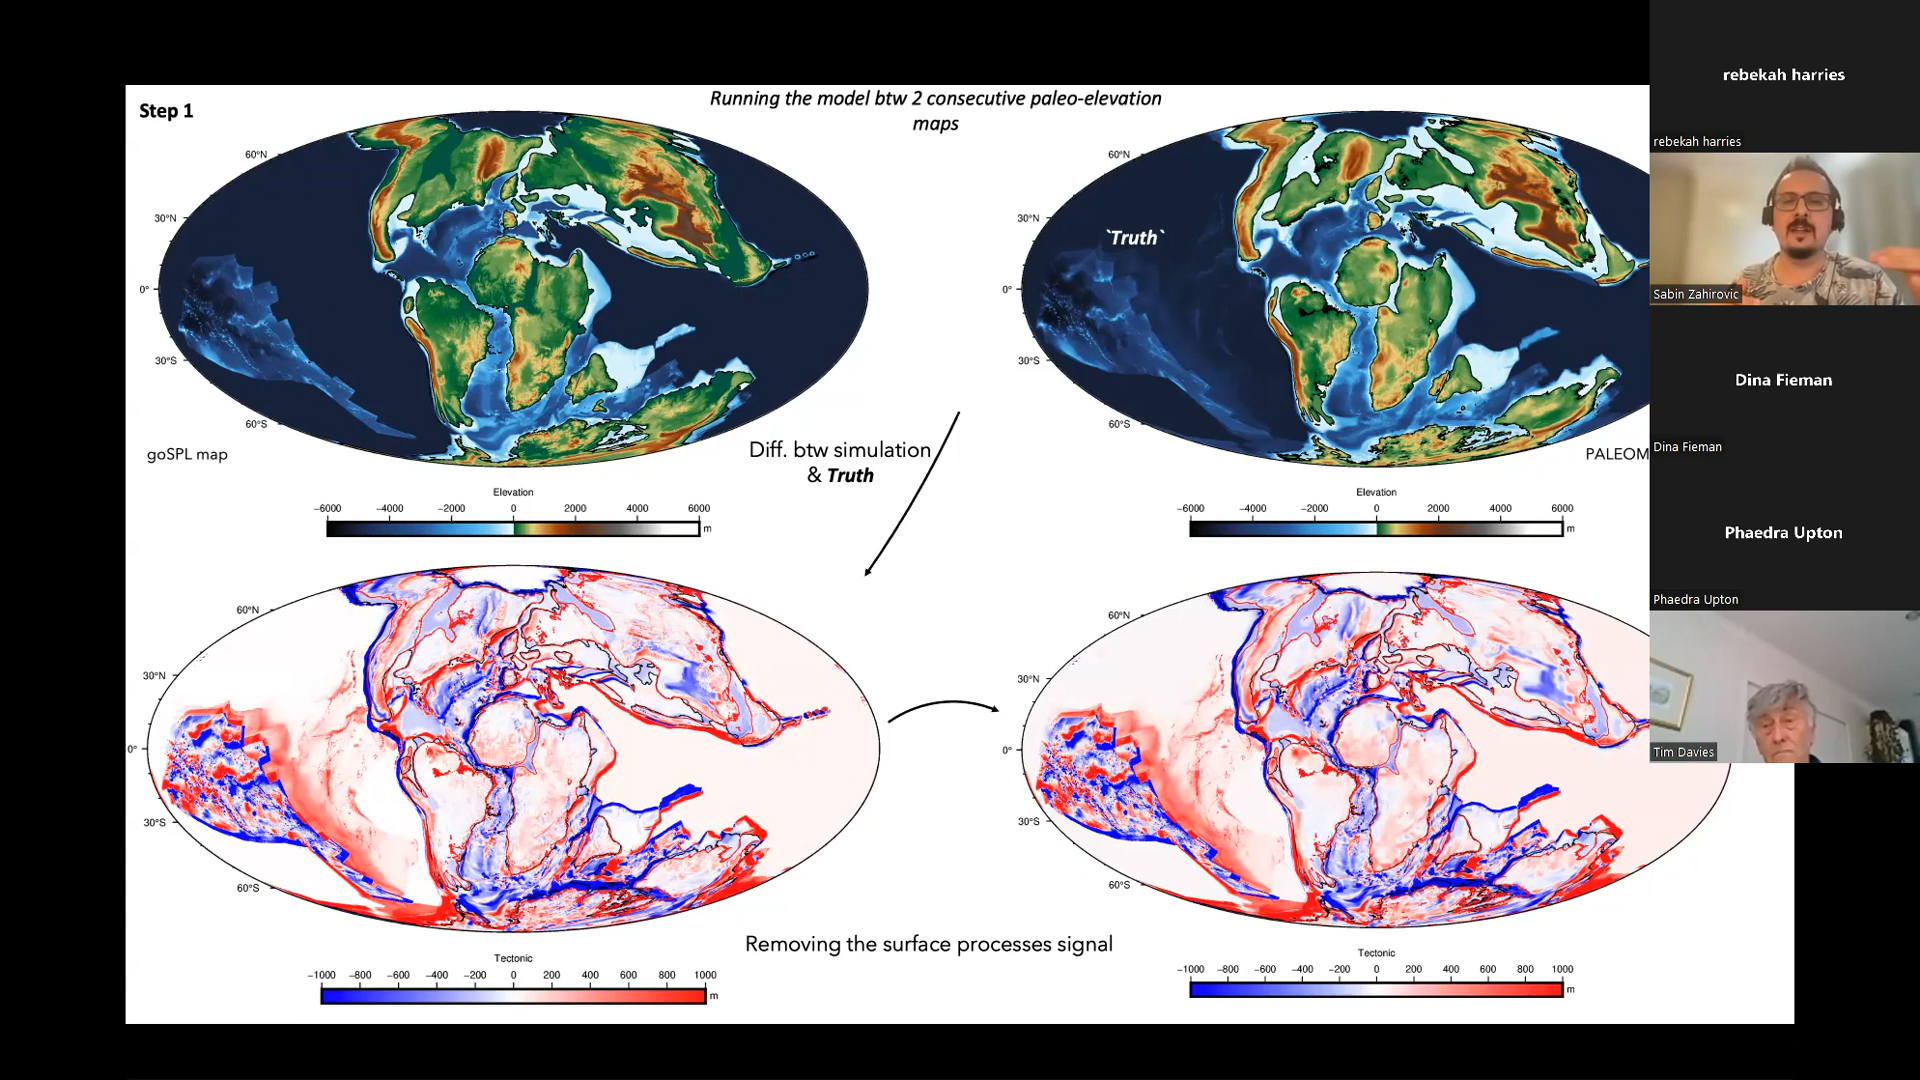 Step 1
Running the model btw 2 consecutive paleo-elevation
maps
60°N
30°N
0°
30°S
60°S
goSPL map
Elevation
−6000 −4000 −2000 0 2000 4000 6000
m
60°N
30°N
0°
30°S
60°S
`Truth`
PALEOM
Elevation
−6000 −4000 −2000 0 2000 4000 6000
m
Diff. btw simulation
& Truth
60°N
30°N
0°
30°S
60°S
Tectonic
−1000 −800 −600 −400 −200 0 200 400 600 800 1000
m
Removing the surface processes signal
60°N
30°N
0°
30°S
60°S
Tectonic
−1000 −800 −600 −400 −200 0 200 400 600 800 1000
m
rebekah harries
rebekah harries
Sabin Zahirovic
Dina Fieman
Dina Fieman
Phaedra Upton
Phaedra Upton
Tim Davies